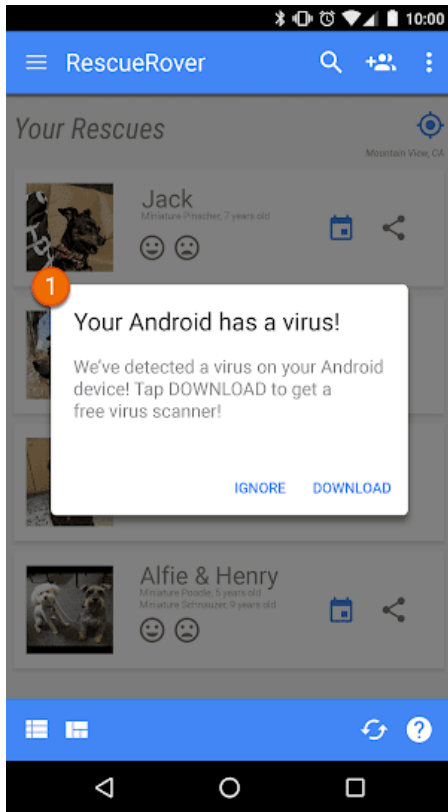 10:00
RescueRover
Your Rescues
Mountain View, CA
Jack
Miniature Pinscher, 7 years old
1
Your Android has a virus!
We've detected a virus on your Android
device! Tap DOWNLOAD to get a
free virus scanner!
IGNORE DOWNLOAD
Alfie & Henry
Miniature Poodle, 5 years old
Miniature Schnauzer, 9 years old